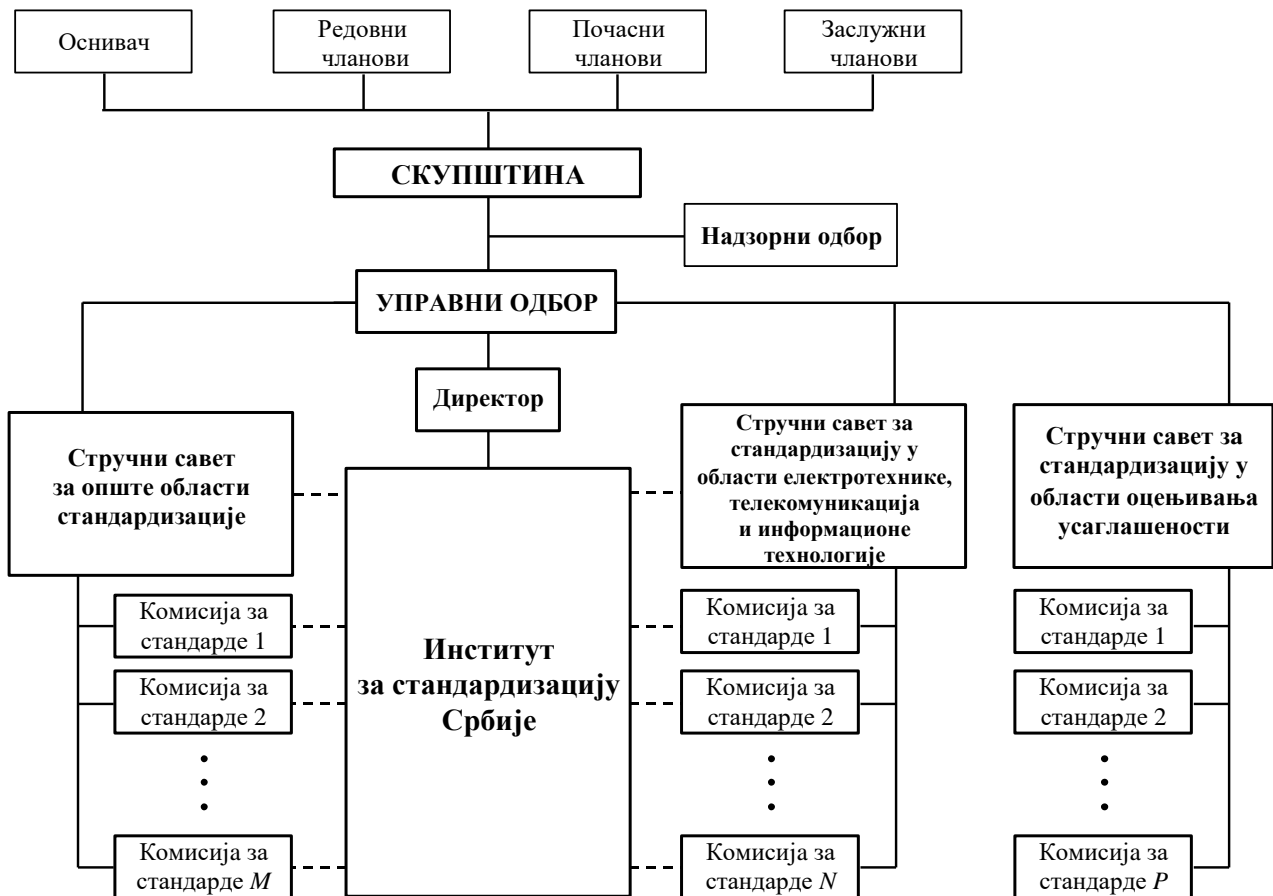 Оснивач
Редовни
чланови
Почасни
чланови
Заслужни
чланови
СКУПШТИНА
Надзорни одбор
УПРАВНИ ОДБОР
Директор
Стручни савет
за опште области
стандардизације
Стручни савет за
стандардизацију у
области електротехнике,
телекомуникација
и информационе
технологије
Стручни савет за
стандардизацију у
области оцењивања
усаглашености
Институт
за стандардизацију
Србије
Комисија за
стандарде 1
Комисија за
стандарде 2
Комисија за
стандарде M
Комисија за
стандарде 1
Комисија за
стандарде 2
Комисија за
стандарде N
Комисија за
стандарде 1
Комисија за
стандарде 2
Комисија за
стандарде P